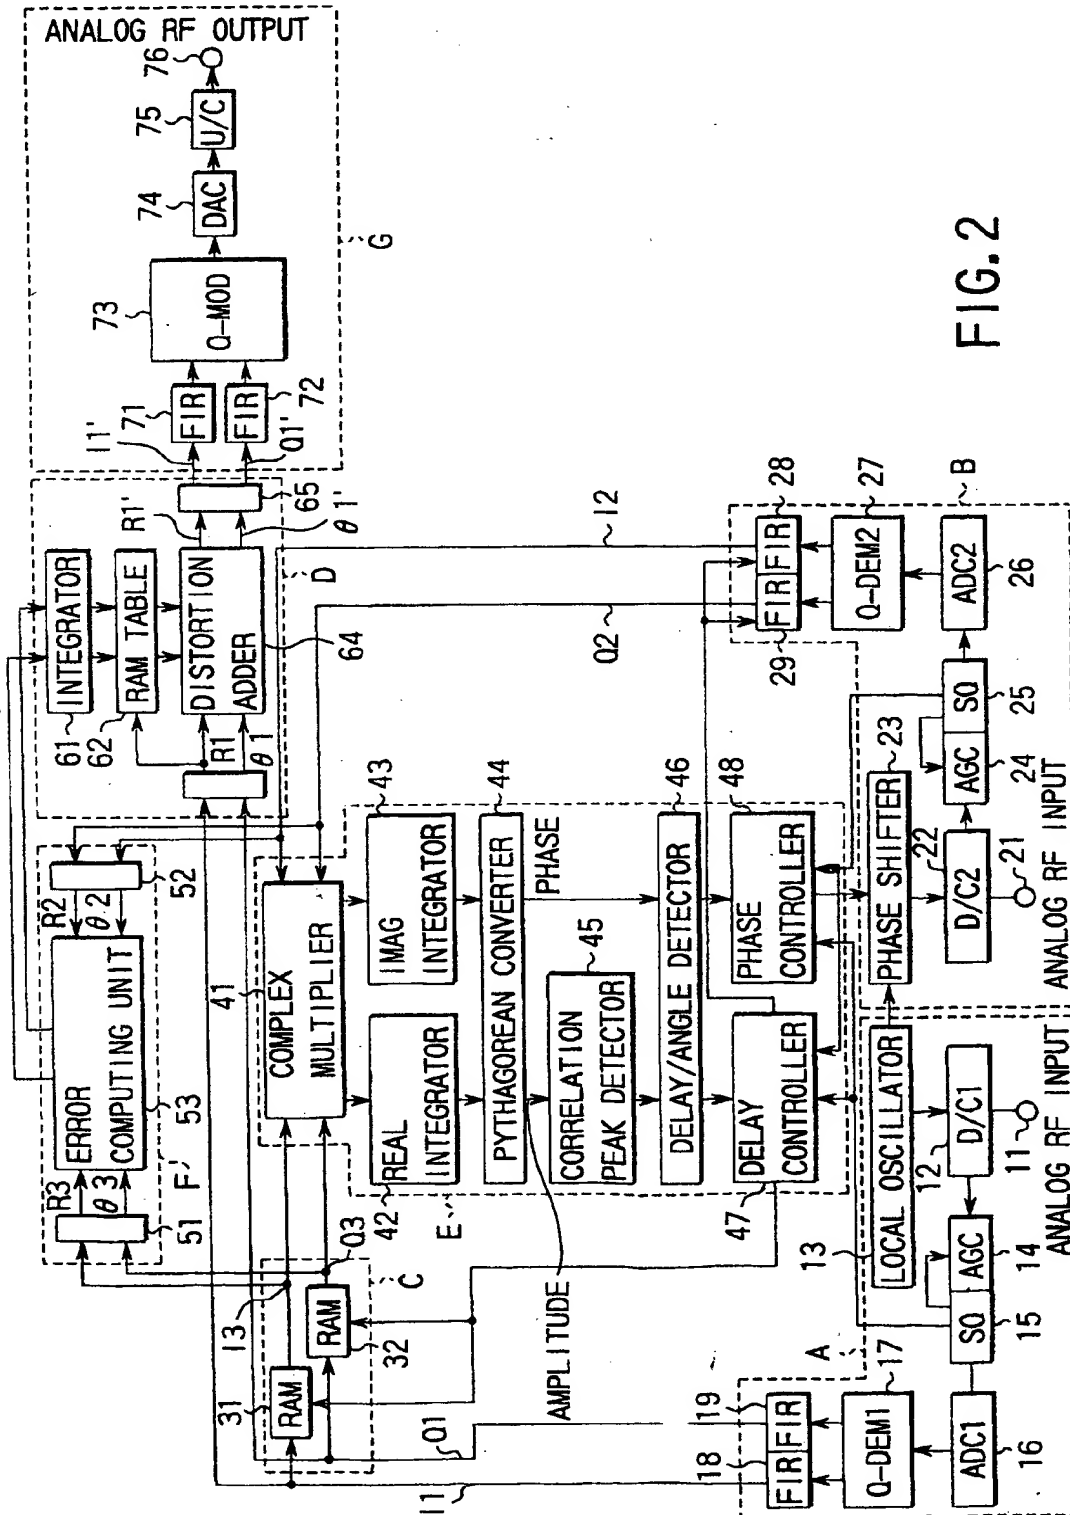 ANALOG RF OUTPUT
76
75
U/C
74
DAC
G
73
Q-MOD
71
FIR
72
FIR
I1'
Q1'
65
R1'
θ1'
D
61
INTEGRATOR
62
RAM TABLE
64
DISTORTION
ADDER
R1
θ1
52
R2
θ2
53
ERROR
COMPUTING UNIT
F
R3
θ3
51
41
COMPLEX
MULTIPLIER
43
IMAG
INTEGRATOR
42
REAL
INTEGRATOR
44
PYTHAGOREAN CONVERTER
PHASE
45
CORRELATION
PEAK DETECTOR
46
DELAY/ANGLE DETECTOR
48
PHASE
CONTROLLER
47
DELAY
CONTROLLER
E
AMPLITUDE
13
Q3
C
31
RAM
32
RAM
Q1
I1
12
Q2
28
FIR
29
FIR
27
Q-DEM2
B
26
ADC2
25
SQ
24
AGC
23
PHASE SHIFTER
22
D/C2
21
ANALOG RF INPUT
13
LOCAL OSCILLATOR
12
D/C1
11
ANALOG RF INPUT
14
AGC
15
SQ
A
16
ADC1
17
Q-DEM1
18
FIR
19
FIR
FIG. 2